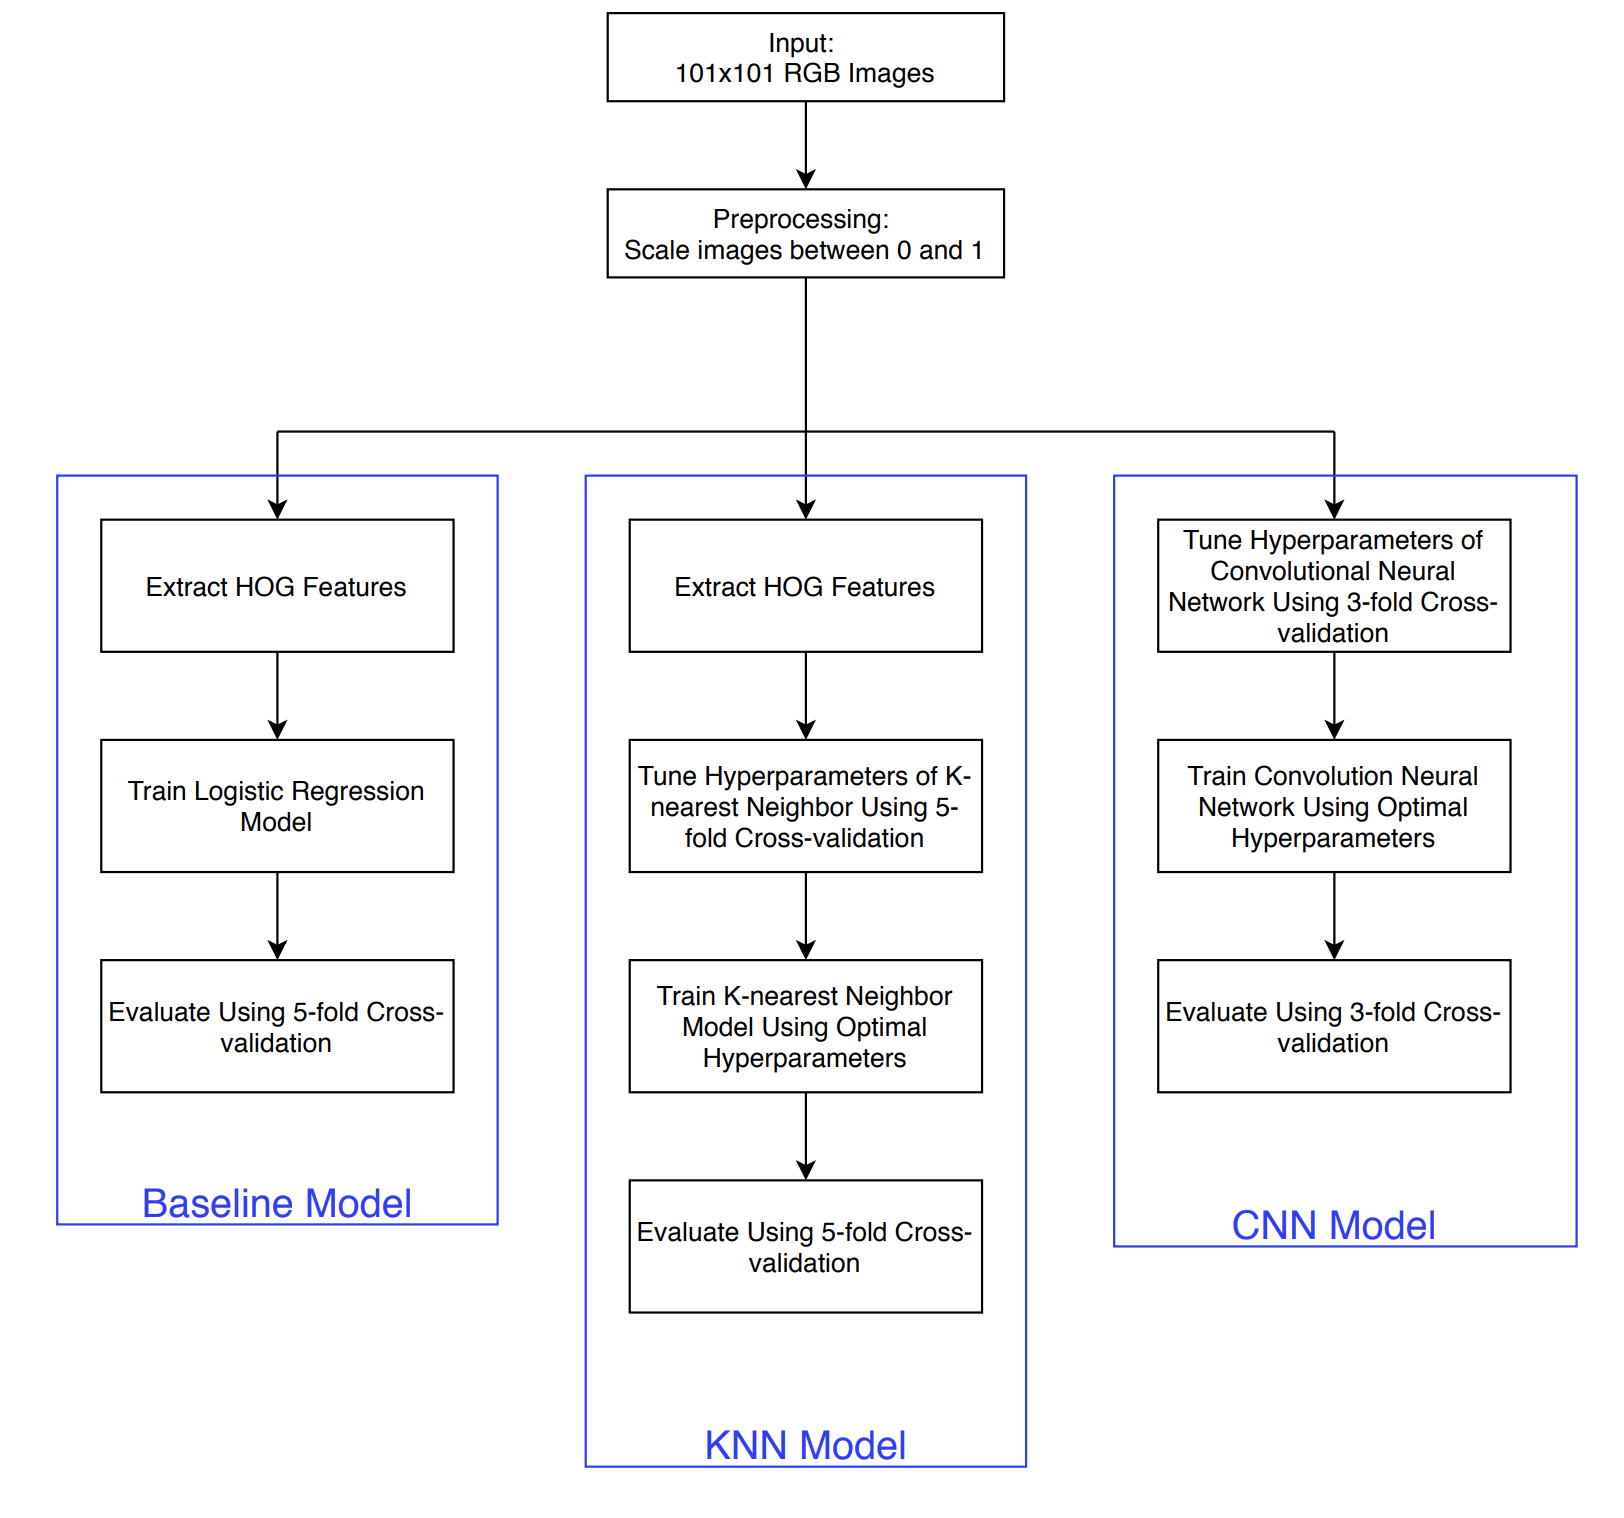 Input:
101x101 RGB Images
Preprocessing:
Scale images between 0 and 1
Extract HOG Features
Train Logistic Regression
Model
Evaluate Using 5-fold Cross-
validation
Baseline Model
Extract HOG Features
Tune Hyperparameters of K-
nearest Neighbor Using 5-
fold Cross-validation
Train K-nearest Neighbor
Model Using Optimal
Hyperparameters
Evaluate Using 5-fold Cross-
validation
KNN Model
Tune Hyperparameters of
Convolutional Neural
Network Using 3-fold Cross-
validation
Train Convolution Neural
Network Using Optimal
Hyperparameters
Evaluate Using 3-fold Cross-
validation
CNN Model